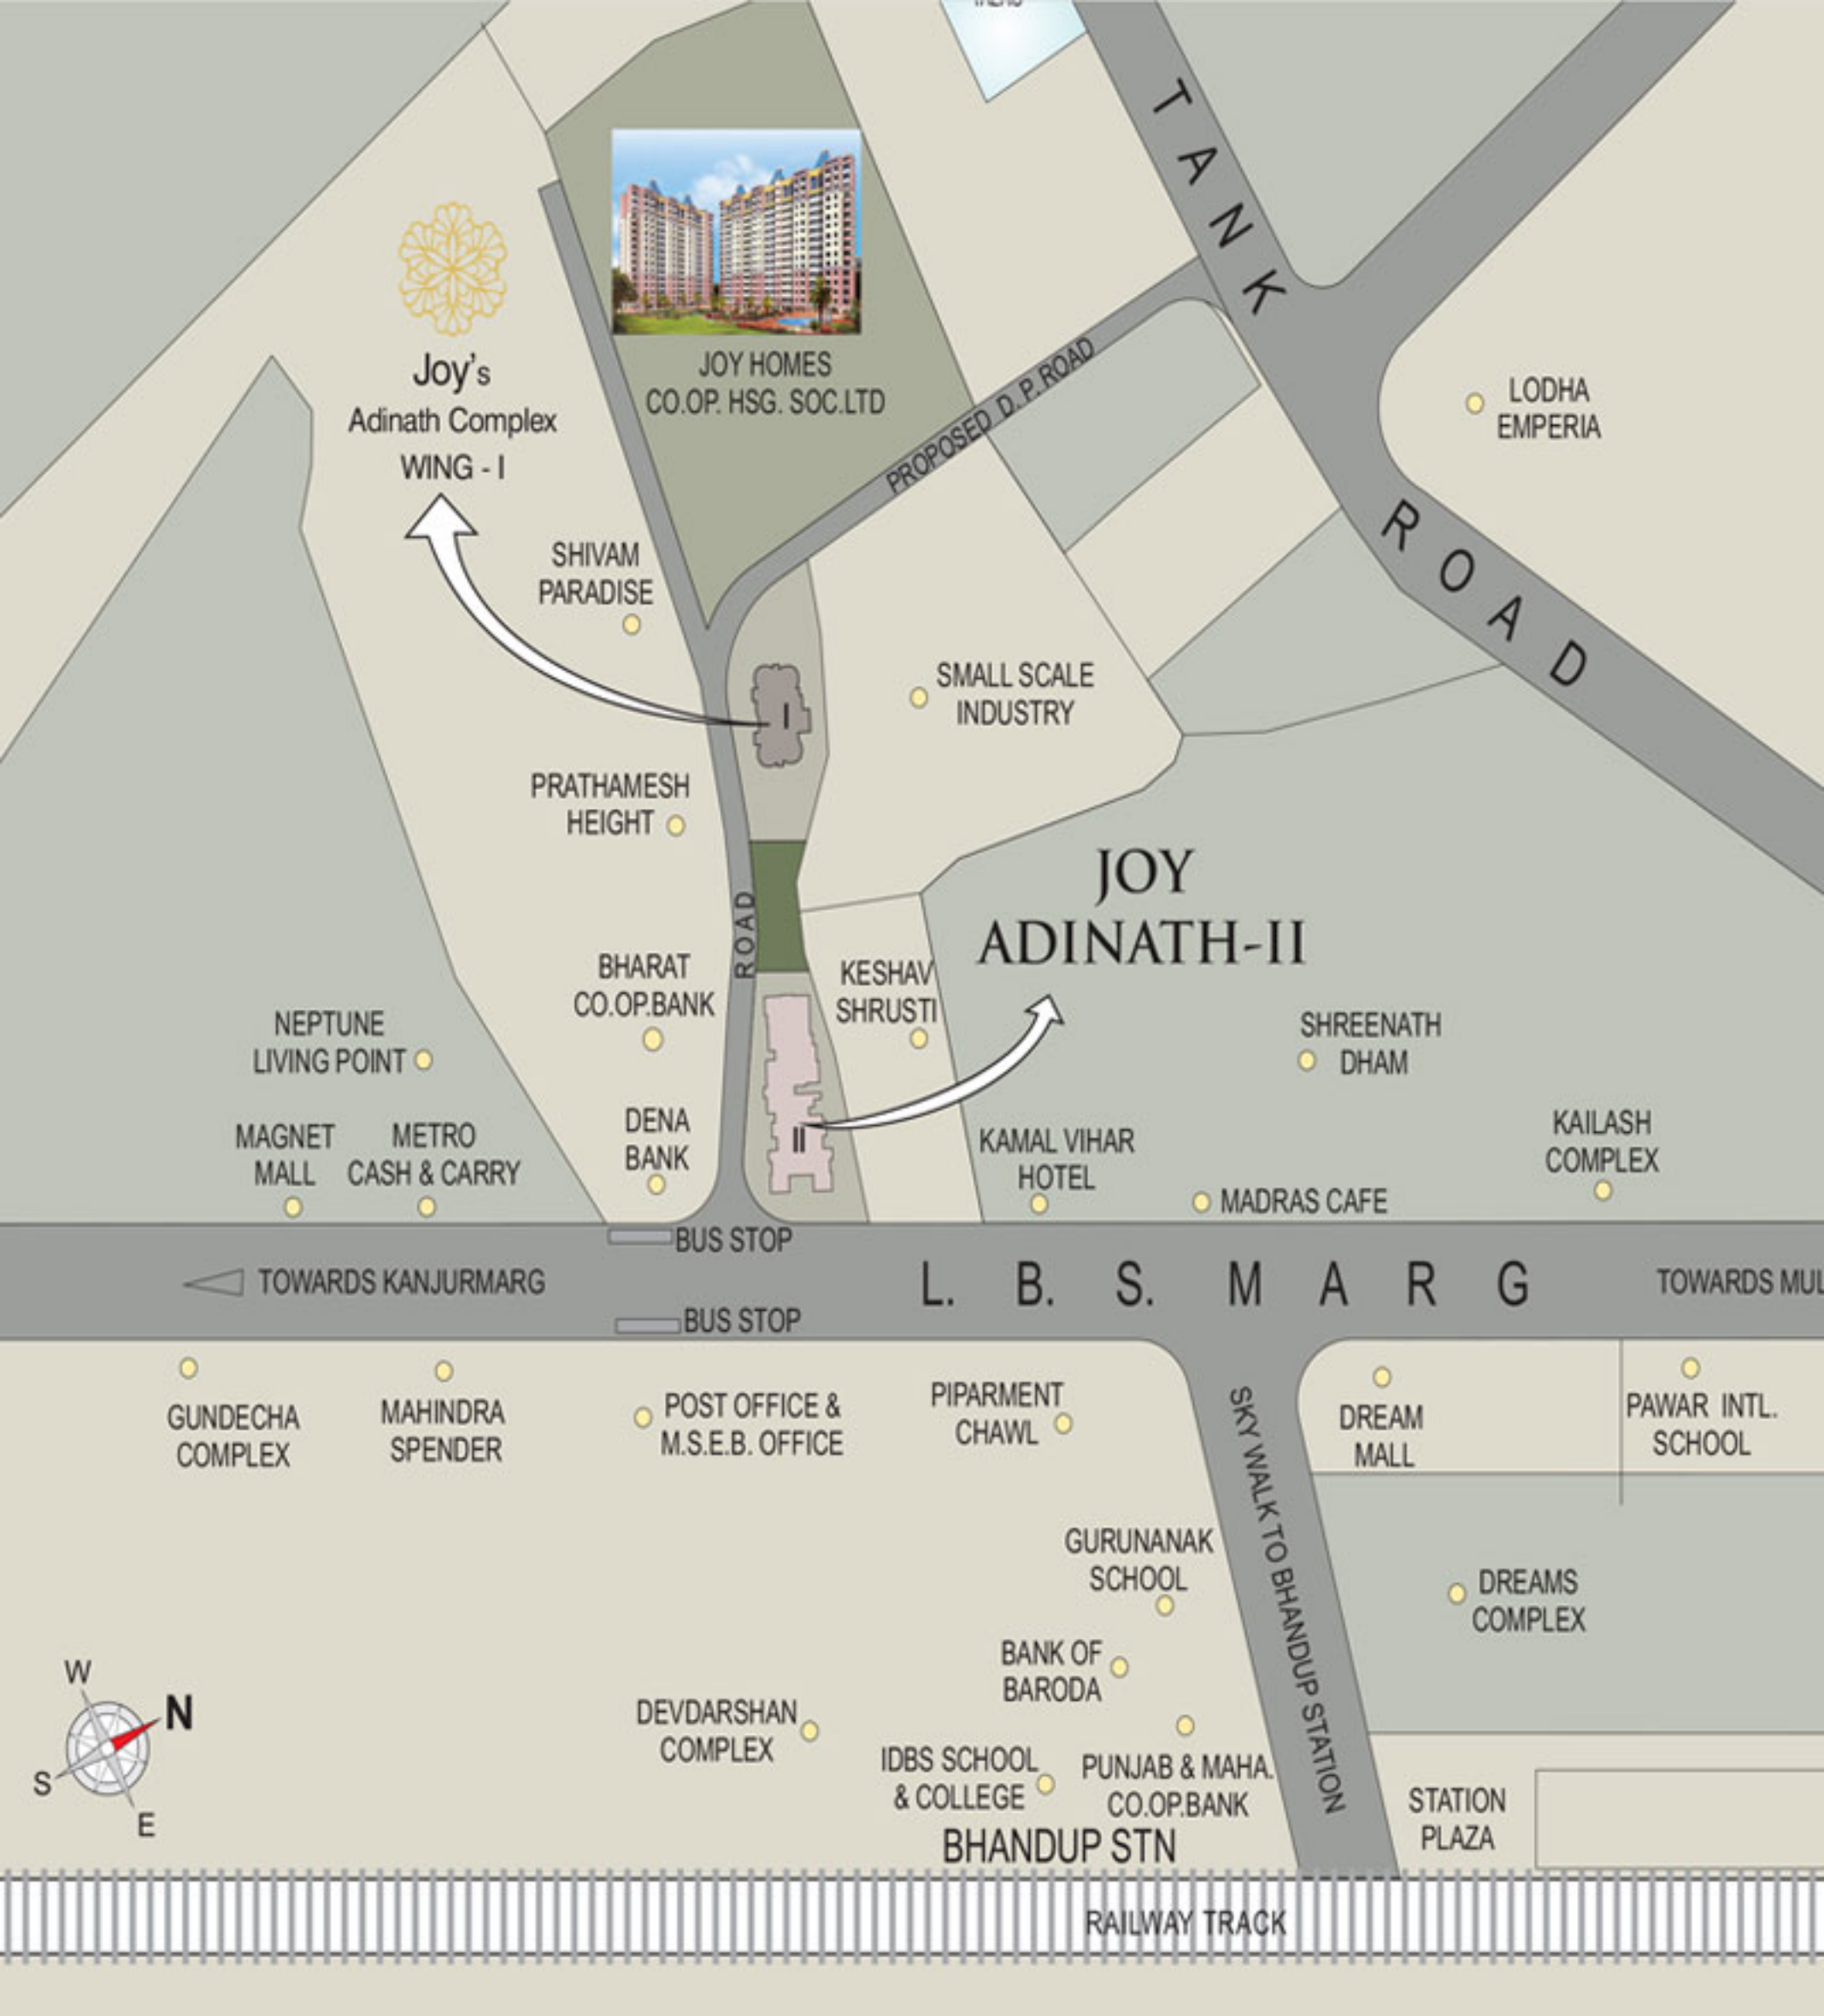 TANK
JOY HOMES
CO.OP. HSG. SOC.LTD
Joy's
Adinath Complex
WING - I
PROPOSED D. P. ROAD
LODHA
EMPERIA
ROAD
SHIVAM
PARADISE
I
SMALL SCALE
INDUSTRY
PRATHAMESH
HEIGHT
JOY
ADINATH-II
ROAD
BHARAT
CO.OP.BANK
KESHAV
SHRUSTI
NEPTUNE
LIVING POINT
SHREENATH
DHAM
MAGNET
MALL
METRO
CASH & CARRY
DENA
BANK
II
KAMAL VIHAR
HOTEL
MADRAS CAFE
KAILASH
COMPLEX
BUS STOP
TOWARDS KANJURMARG
L. B. S. MARG
TOWARDS MUL
BUS STOP
GUNDECHA
COMPLEX
MAHINDRA
SPENDER
POST OFFICE &
M.S.E.B. OFFICE
PIPARMENT
CHAWL
SKY WALK TO BHANDUP STATION
DREAM
MALL
PAWAR INTL.
SCHOOL
GURUNANAK
SCHOOL
DREAMS
COMPLEX
BANK OF
BARODA
DEVDARSHAN
COMPLEX
IDBS SCHOOL
& COLLEGE
PUNJAB & MAHA.
CO.OP.BANK
STATION
PLAZA
BHANDUP STN
W
N
S
E
RAILWAY TRACK